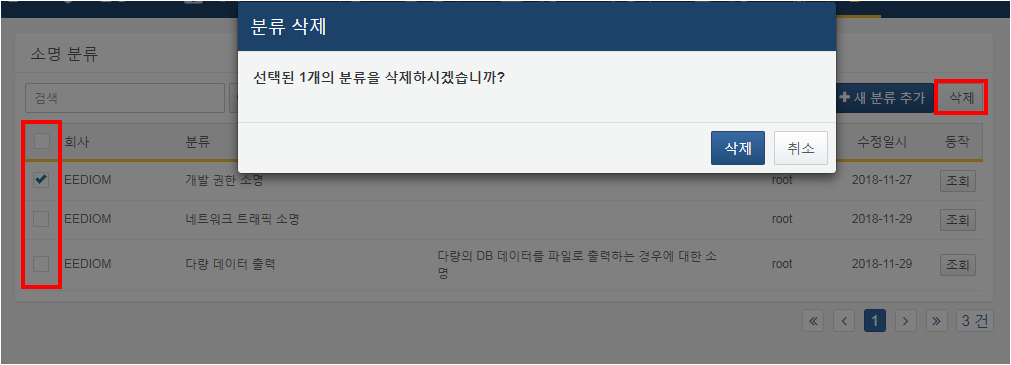 분류 삭제
소명 분류
선택된 1개의 분류을 삭제하시겠습니까?
검색
새 분류 추가
삭제
삭제
취소
회사
분류
수정일시
동작
EEDIOM
개발 권한 소명
root
2018-11-27
조회
EEDIOM
네트워크 트래픽 소명
root
2018-11-29
조회
EEDIOM
다량 데이터 출력
다량의 DB 데이터를 파일로 출력하는 경우에 대한 소
명
root
2018-11-29
조회
« ‹ 1 › » 3 건